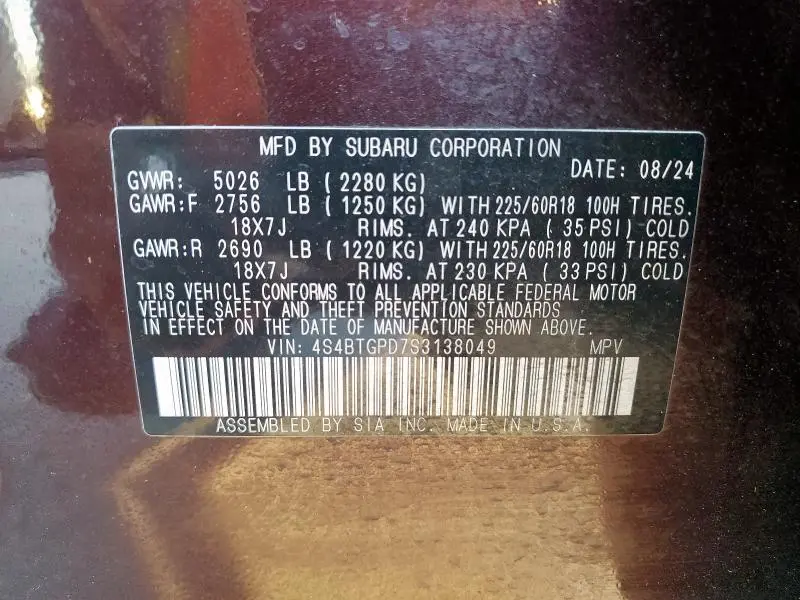 MFD BY SUBARU CORPORATION
DATE: 08/24
GVWR: 5026 LB ( 2280 KG)
GAWR:F 2756 LB ( 1250 KG) WITH 225/60R18 100H TIRES.
18X7J RIMS. AT 240 KPA ( 35 PSI) COLD
GAWR:R 2690 LB ( 1220 KG) WITH 225/60R18 100H TIRES.
18X7J RIMS. AT 230 KPA ( 33 PSI) COLD
THIS VEHICLE CONFORMS TO ALL APPLICABLE FEDERAL MOTOR
VEHICLE SAFETY AND THEFT PREVENTION STANDARDS
IN EFFECT ON THE DATE OF MANUFACTURE SHOWN ABOVE.
VIN: 4S4BTGPD7S3138049 MPV
ASSEMBLED BY SIA INC. MADE IN U.S.A.